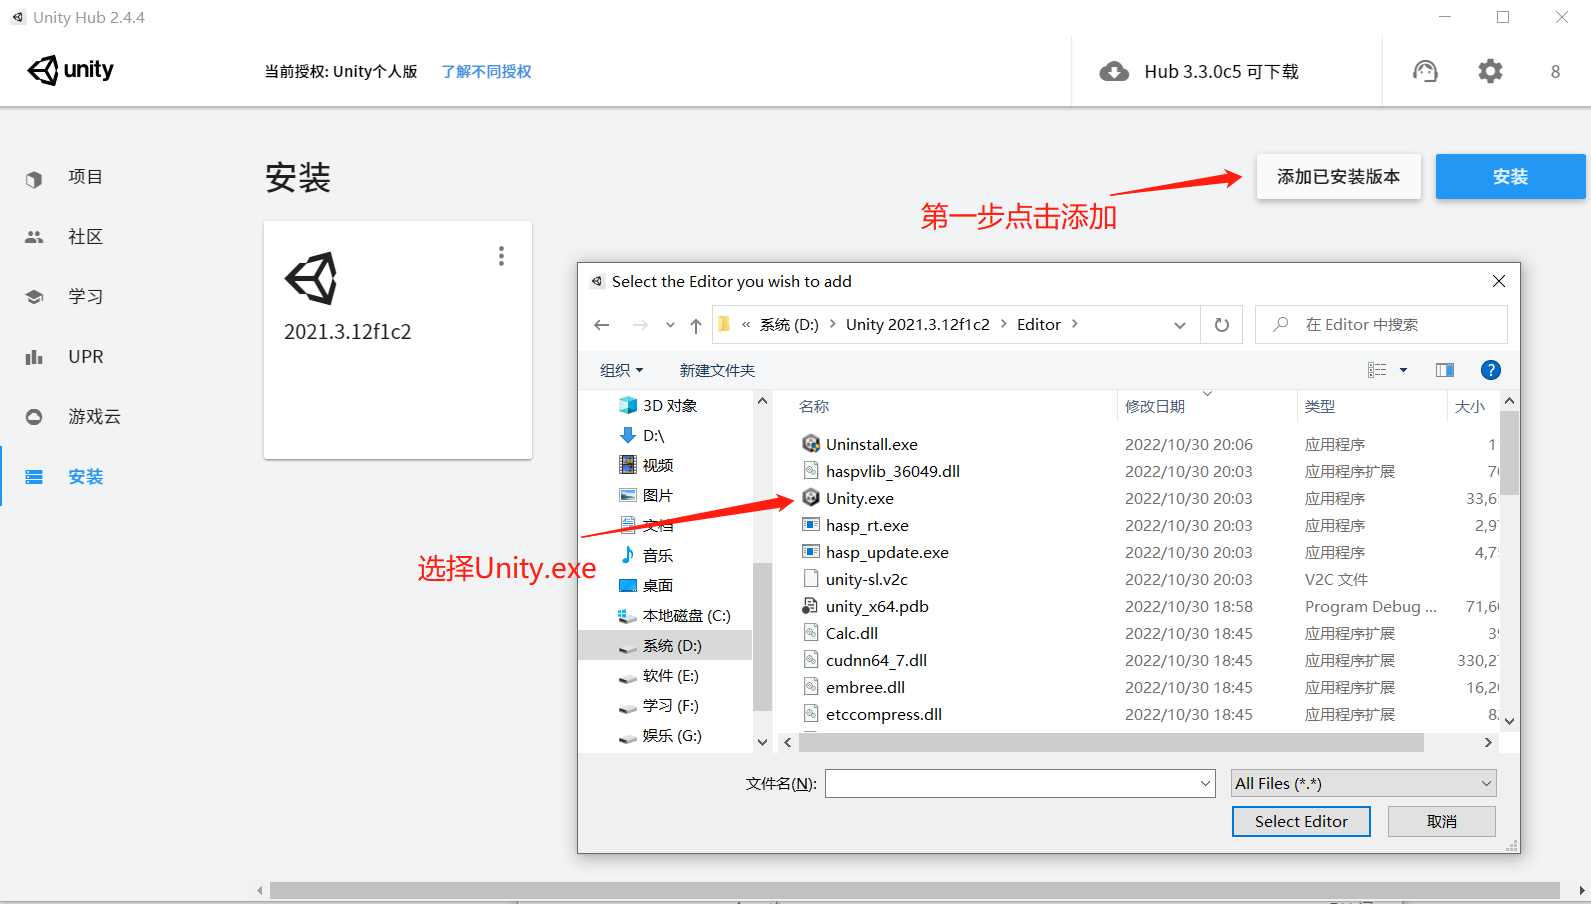 Unity Hub 2.4.4
unity
当前授权: Unity个人版 了解不同授权
Hub 3.3.0c5 可下载
8
项目
社区
学习
UPR
游戏云
安装
安装
添加已安装版本
安装
第一步点击添加
2021.3.12f1c2
Select the Editor you wish to add
« 系统 (D:) › Unity 2021.3.12f1c2 › Editor ›
在 Editor 中搜索
组织 新建文件夹
?
3D 对象
D:\
视频
图片
文档
音乐
桌面
本地磁盘 (C:)
系统 (D:)
软件 (E:)
学习 (F:)
娱乐 (G:)
名称 修改日期 类型 大小
Uninstall.exe 2022/10/30 20:06 应用程序
haspvlib_36049.dll 2022/10/30 20:03 应用程序扩展
Unity.exe 2022/10/30 20:03 应用程序 33,6
hasp_rt.exe 2022/10/30 20:03 应用程序 2,9
hasp_update.exe 2022/10/30 20:03 应用程序 4,7
unity-sl.v2c 2022/10/30 20:03 V2C 文件
unity_x64.pdb 2022/10/30 18:58 Program Debug ... 71,6
Calc.dll 2022/10/30 18:45 应用程序扩展
cudnn64_7.dll 2022/10/30 18:45 应用程序扩展 330,2
embree.dll 2022/10/30 18:45 应用程序扩展 16,2
etccompress.dll 2022/10/30 18:45 应用程序扩展
选择Unity.exe
文件名(N):
All Files (*.*)
Select Editor
取消